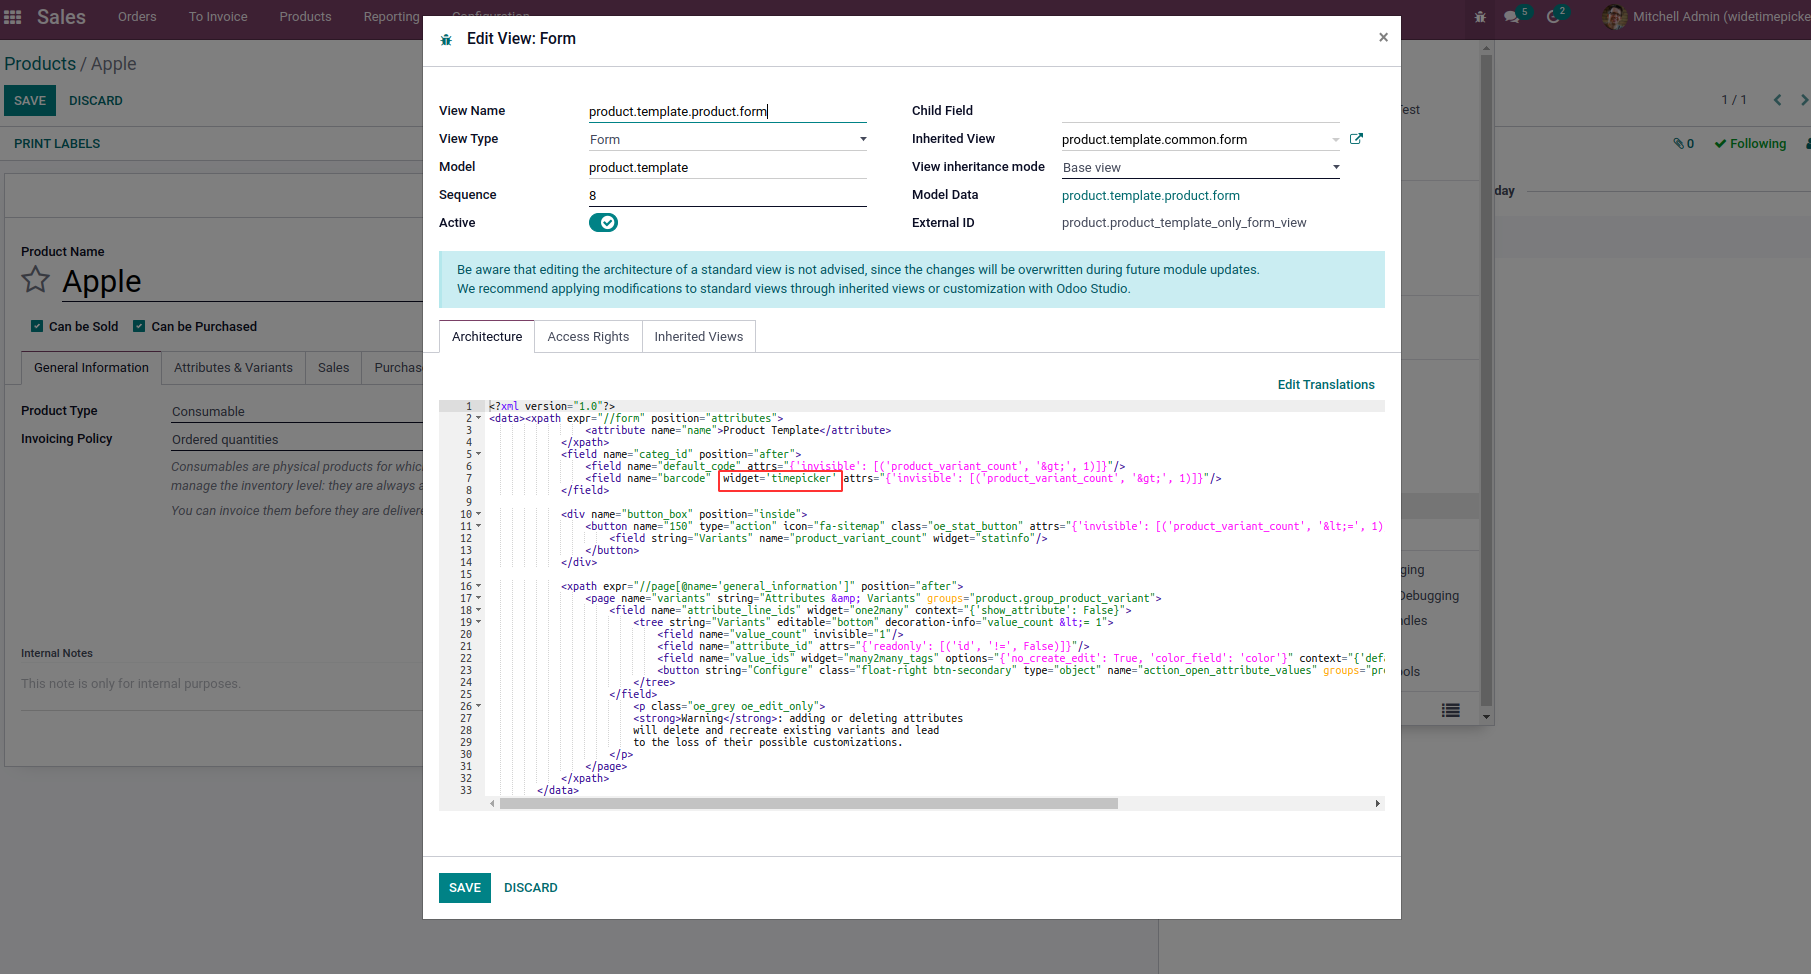 Sales
Orders
To Invoice
Products
Reporting
Configuration
5
2
Mitchell Admin (widetimepicke
Products / Apple
SAVE
DISCARD
1 / 1
PRINT LABELS
0
Following
day
Product Name
Apple
Can be Sold
Can be Purchased
General Information
Attributes & Variants
Sales
Purchas
Product Type
Consumable
Invoicing Policy
Ordered quantities
Consumables are physical products for whic
manage the inventory level: they are always a
You can invoice them before they are delivere
Internal Notes
This note is only for internal purposes.
est
ging
Debugging
dles
ols
Edit View: Form
×
View Name
product.template.product.form
Child Field
View Type
Form
Inherited View
product.template.common.form
Model
product.template
View inheritance mode
Base view
Sequence
8
Model Data
product.template.product.form
Active
External ID
product.product_template_only_form_view
Be aware that editing the architecture of a standard view is not advised, since the changes will be overwritten during future module updates.
We recommend applying modifications to standard views through inherited views or customization with Odoo Studio.
Architecture
Access Rights
Inherited Views
Edit Translations
1 <?xml version="1.0"?>
2 <data><xpath expr="//form" position="attributes">
3 <attribute name="name">Product Template</attribute>
4 </xpath>
5 <field name="categ_id" position="after">
6 <field name="default_code" attrs="{'invisible': [('product_variant_count', '&gt;', 1)]}"/>
7 <field name="barcode" widget='timepicker' attrs="{'invisible': [('product_variant_count', '&gt;', 1)]}"/>
8 </field>
9
10 <div name="button_box" position="inside">
11 <button name="150" type="action" icon="fa-sitemap" class="oe_stat_button" attrs="{'invisible': [('product_variant_count', '&lt;=', 1)
12 <field string="Variants" name="product_variant_count" widget="statinfo"/>
13 </button>
14 </div>
15
16 <xpath expr="//page[@name='general_information']" position="after">
17 <page name="variants" string="Attributes &amp; Variants" groups="product.group_product_variant">
18 <field name="attribute_line_ids" widget="one2many" context="{'show_attribute': False}">
19 <tree string="Variants" editable="bottom" decoration-info="value_count &lt;= 1">
20 <field name="value_count" invisible="1"/>
21 <field name="attribute_id" attrs="{'readonly': [('id', '!=', False)]}"/>
22 <field name="value_ids" widget="many2many_tags" options="{'no_create_edit': True, 'color_field': 'color'}" context="{'defa
23 <button string="Configure" class="float-right btn-secondary" type="object" name="action_open_attribute_values" groups="pr
24 </tree>
25 </field>
26 <p class="oe_grey oe_edit_only">
27 <strong>Warning</strong>: adding or deleting attributes
28 will delete and recreate existing variants and lead
29 to the loss of their possible customizations.
30 </p>
31 </page>
32 </xpath>
33 </data>
SAVE
DISCARD